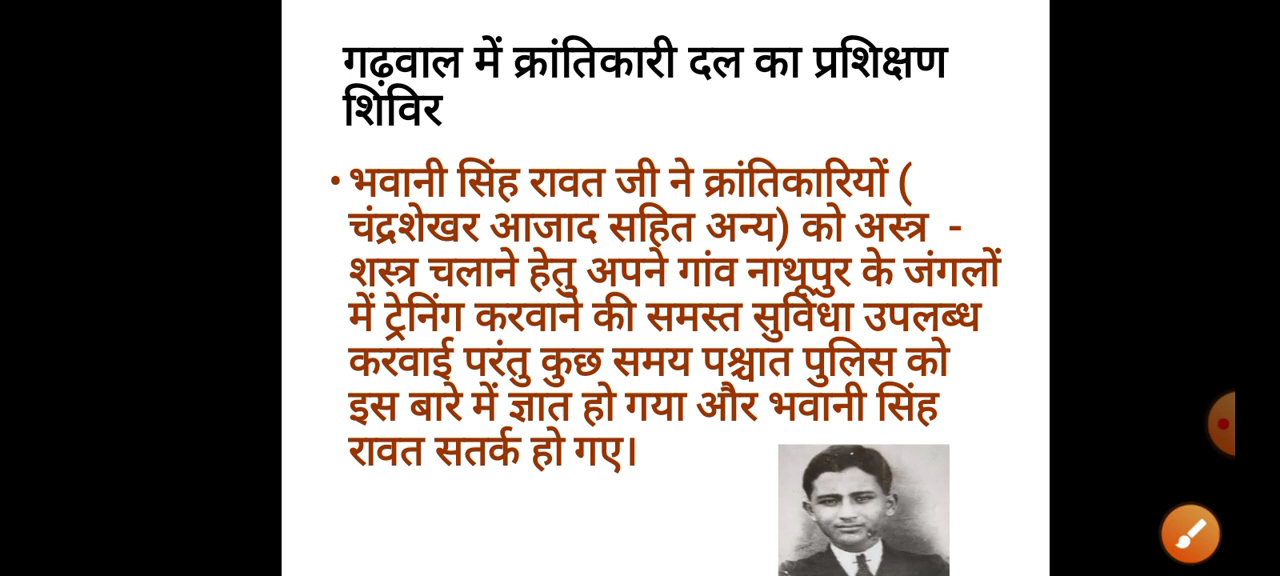 गढ़वाल में क्रांतिकारी दल का प्रशिक्षण
शिविर
• भवानी सिंह रावत जी ने क्रांतिकारियों (
चंद्रशेखर आजाद सहित अन्य) को अस्त्र -
शस्त्र चलाने हेतु अपने गांव नाथूपुर के जंगलों
में ट्रेनिंग करवाने की समस्त सुविधा उपलब्ध
करवाई परंतु कुछ समय पश्चात पुलिस को
इस बारे में ज्ञात हो गया और भवानी सिंह
रावत सतर्क हो गए।